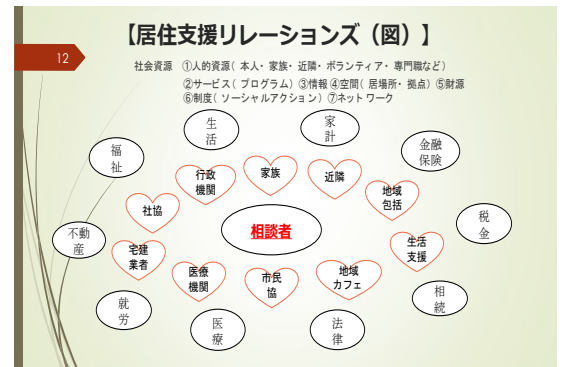 【居住支援リレーションズ（図）】
12
社会資源　①人的資源（本人・家族・近隣・ボランティア・専門職など）
②サービス（プログラム）③情報④空間（居場所・拠点）⑤財源
⑥制度（ソーシャルアクション）⑦ネットワーク
生
活
家
計
福
祉
金融
保険
行政
機関
家族
近隣
地域
包括
社協
税
金
不動
産
相談者
宅建
業者
生活
支援
医療
機関
市民
協
地域
カフェ
就
労
相
続
医
療
法
律